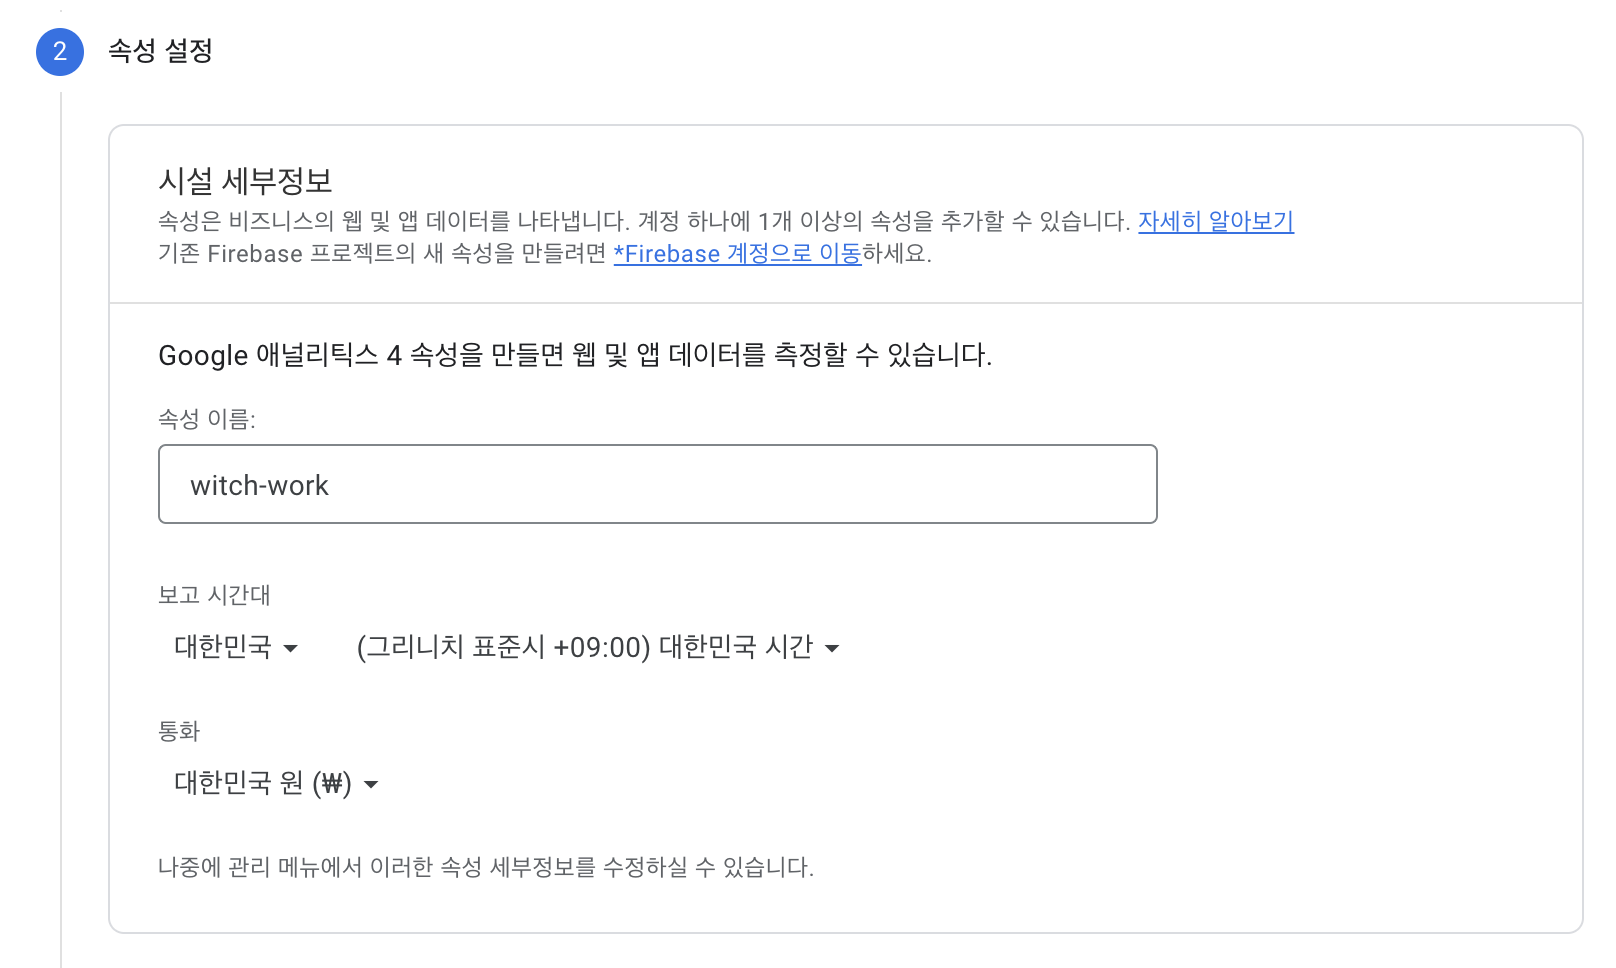 2 속성 설정
시설 세부정보
속성은 비즈니스의 웹 및 앱 데이터를 나타냅니다. 계정 하나에 1개 이상의 속성을 추가할 수 있습니다. 자세히 알아보기
기존 Firebase 프로젝트의 새 속성을 만들려면 *Firebase 계정으로 이동하세요.
Google 애널리틱스 4 속성을 만들면 웹 및 앱 데이터를 측정할 수 있습니다.
속성 이름:
witch-work
보고 시간대
대한민국 (그리니치 표준시 +09:00) 대한민국 시간
통화
대한민국 원 (₩)
나중에 관리 메뉴에서 이러한 속성 세부정보를 수정하실 수 있습니다.